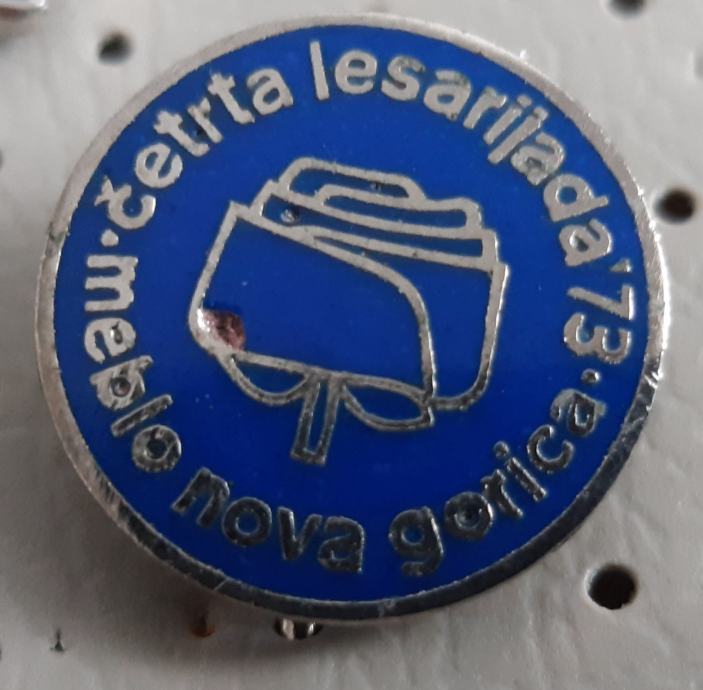 četrta lesarijada '73 · meblo nova gorica ·